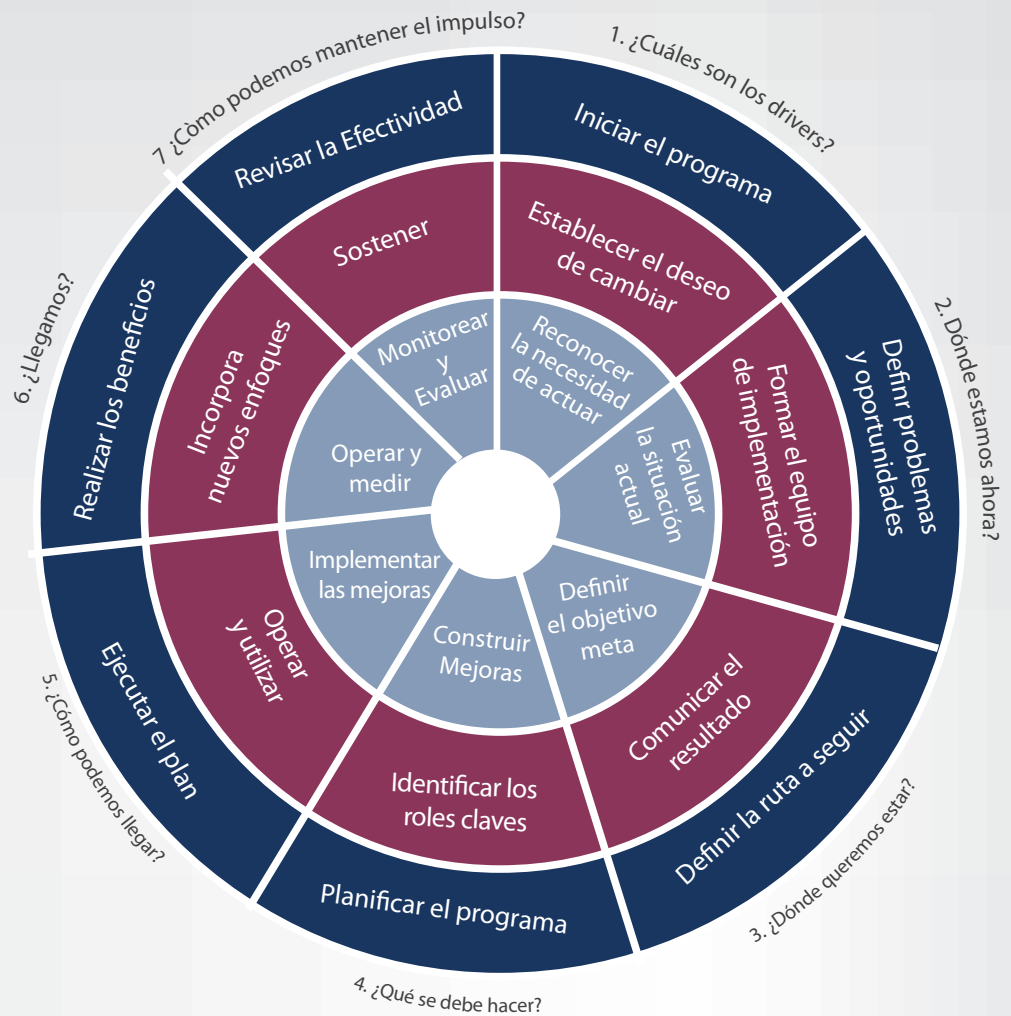 1. ¿Cuáles son los drivers?
Iniciar el programa
Establecer el deseo
de cambiar
Reconocer
la necesidad
de actuar
2. Dónde estamos ahora?
Definr problemas
y oportunidades
Formar el equipo
de implementación
Evaluar
la situación
actual
3. ¿Dónde queremos estar?
Definir la ruta a seguir
Comunicar el
resultado
Definir
el objetivo
meta
4. ¿Qué se debe hacer?
Planificar el programa
Identificar los
roles claves
Construir
Mejoras
5. ¿Cómo podemos llegar?
Ejecutar el plan
Operar
y utilizar
Implementar
las mejoras
6. ¿Llegamos?
Realizar los beneficios
Incorpora
nuevos enfoques
Operar y
medir
7 ¿Còmo podemos mantener el impulso?
Revisar la Efectividad
Sostener
Monitorear
y
Evaluar